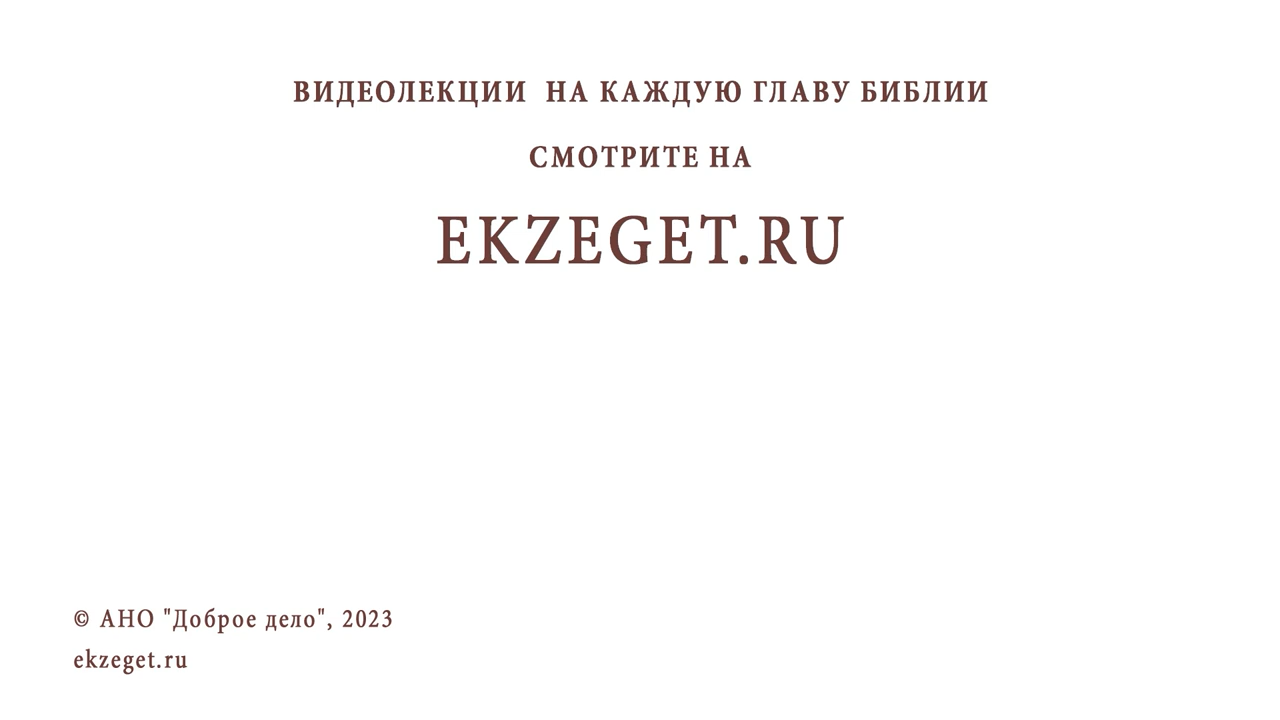 ВИДЕОЛЕКЦИИ НА КАЖДУЮ ГЛАВУ БИБЛИИ
СМОТРИТЕ НА
EKZEGET.RU
© АНО "Доброе дело", 2023
ekzeget.ru